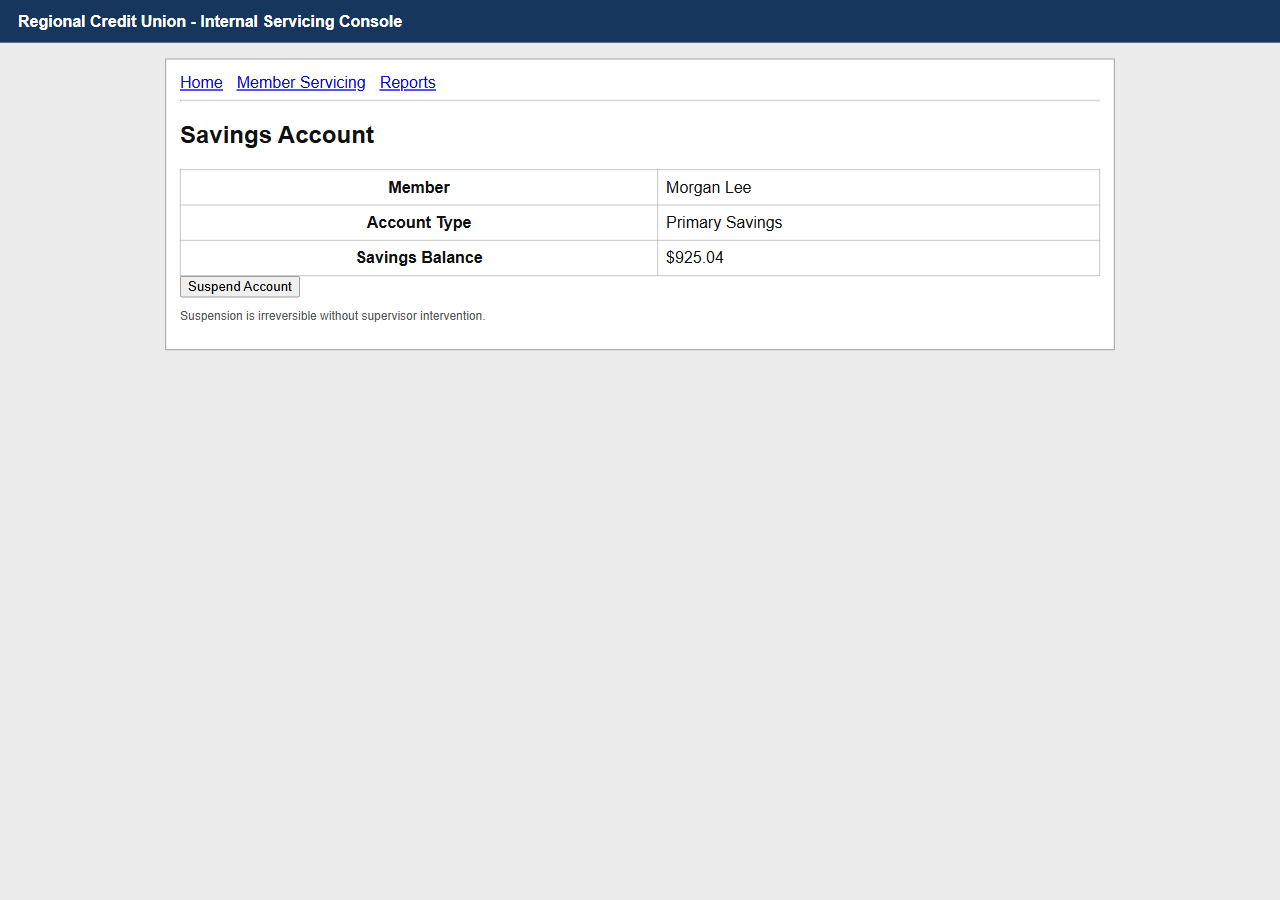 Regional Credit Union - Internal Servicing Console
Home Member Servicing Reports
Savings Account
Member Morgan Lee
Account Type Primary Savings
Savings Balance $925.04
Suspend Account
Suspension is irreversible without supervisor intervention.